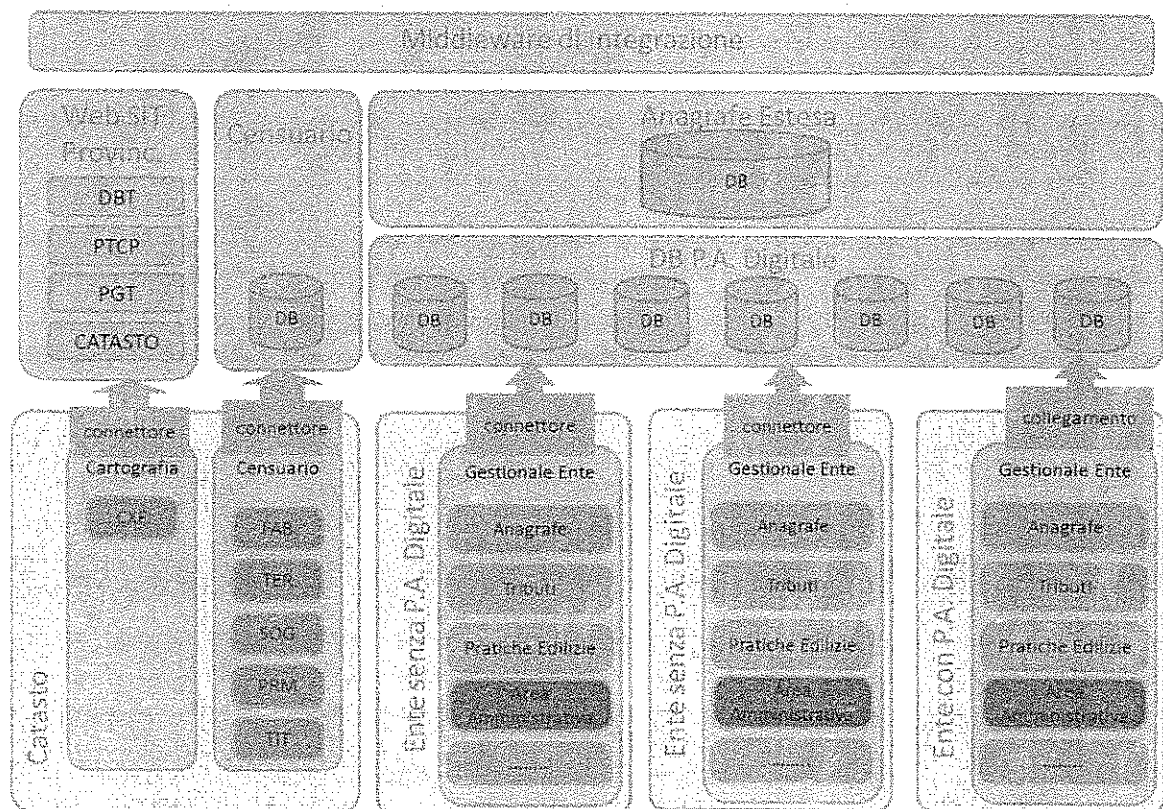 Middleware di Integrazione
Web SIT
Provinci
DBT
PTCP
PGT
CATASTO
Censuario
DB
Anagrafe Estesa
DB
DB P.A. Digitale
DB
DB
DB
DB
DB
DB
DB
connettore
connettore
connettore
connettore
collegamento
Catasto
Cartografia
CXF
Censuario
FAB
TER
SOG
PRM
TIT
Ente senza P.A. Digitale
Gestionale Ente
Anagrafe
Tributi
Pratiche Edilizie
Area
Amministrativa
........
Ente senza P.A. Digitale
Gestionale Ente
Anagrafe
Tributi
Pratiche Edilizie
Area
Amministrativa
........
Ente con P.A. Digitale
Gestionale Ente
Anagrafe
Tributi
Pratiche Edilizie
Area
Amministrativa
........